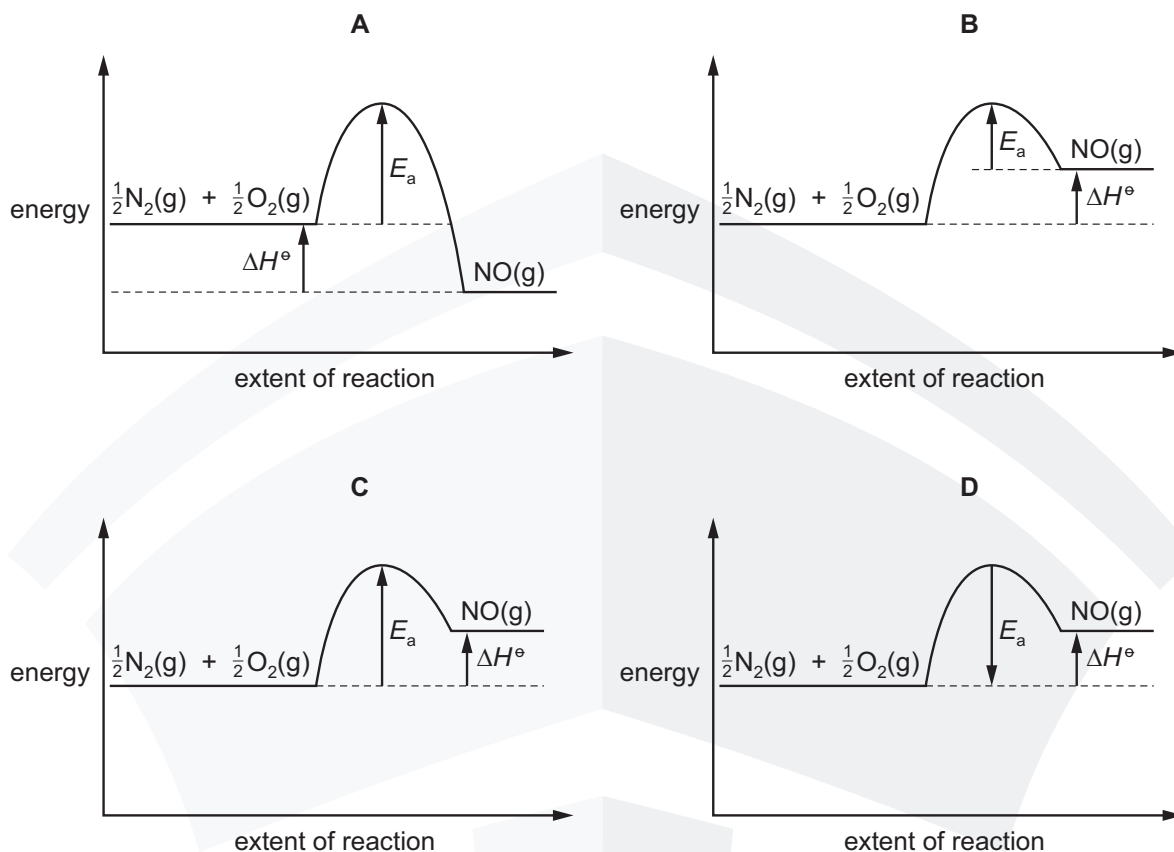 A
energy
½N₂(g) + ½O₂(g)
Eₐ
ΔH⦵
NO(g)
extent of reaction
B
energy
½N₂(g) + ½O₂(g)
Eₐ
NO(g)
ΔH⦵
extent of reaction
C
energy
½N₂(g) + ½O₂(g)
Eₐ
NO(g)
ΔH⦵
extent of reaction
D
energy
½N₂(g) + ½O₂(g)
Eₐ
NO(g)
ΔH⦵
extent of reaction